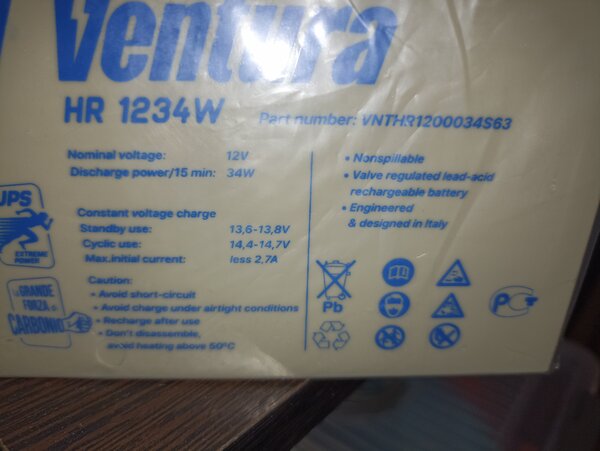 Ventura
HR 1234W
Part number: VNTHR1200034S63
Nominal voltage: 12V
Discharge power/15 min: 34W
Constant voltage charge
Standby use: 13,6-13,8V
Cyclic use: 14,4-14,7V
Max.initial current: less 2,7A
Caution:
• Avoid short-circuit
• Avoid charge under airtight conditions
• Recharge after use
• Don't disassemble,
avoid heating above 50°C
• Nonspillable
• Valve regulated lead-acid
rechargeable battery
• Engineered
& designed in Italy
UPS
EXTREME
POWER
GRANDE
FORZA
CARBONIO
Pb
РСТ